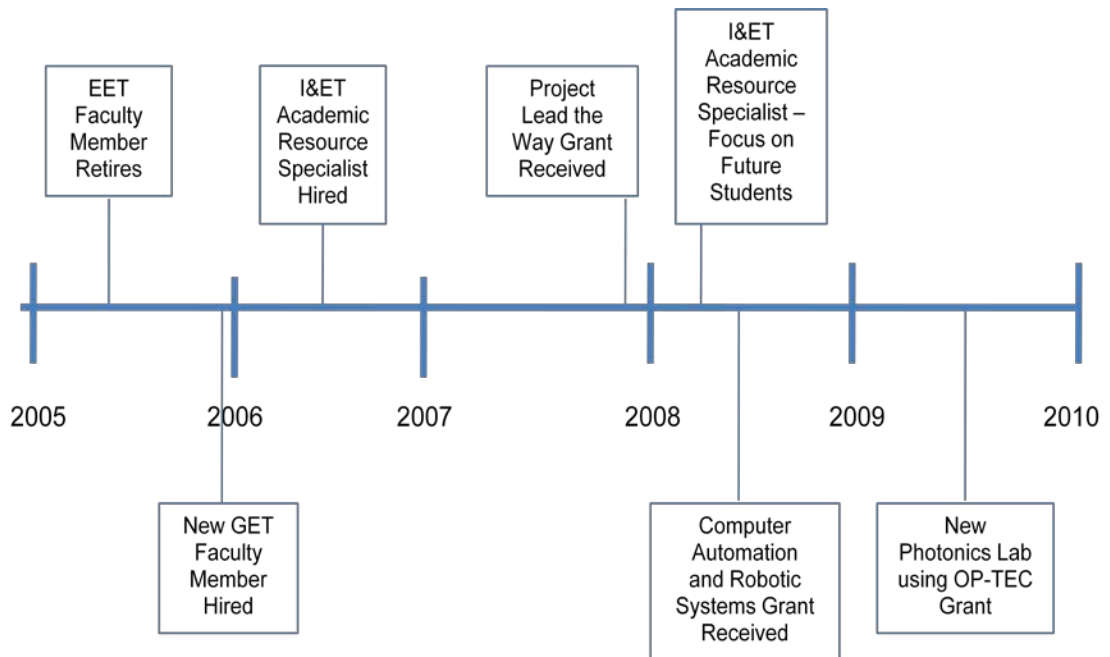 EET
Faculty
Member
Retires
I&ET
Academic
Resource
Specialist
Hired
Project
Lead the
Way Grant
Received
I&ET
Academic
Resource
Specialist –
Focus on
Future
Students
2005
2006
2007
2008
2009
2010
New GET
Faculty
Member
Hired
Computer
Automation
and Robotic
Systems Grant
Received
New
Photonics Lab
using OP-TEC
Grant